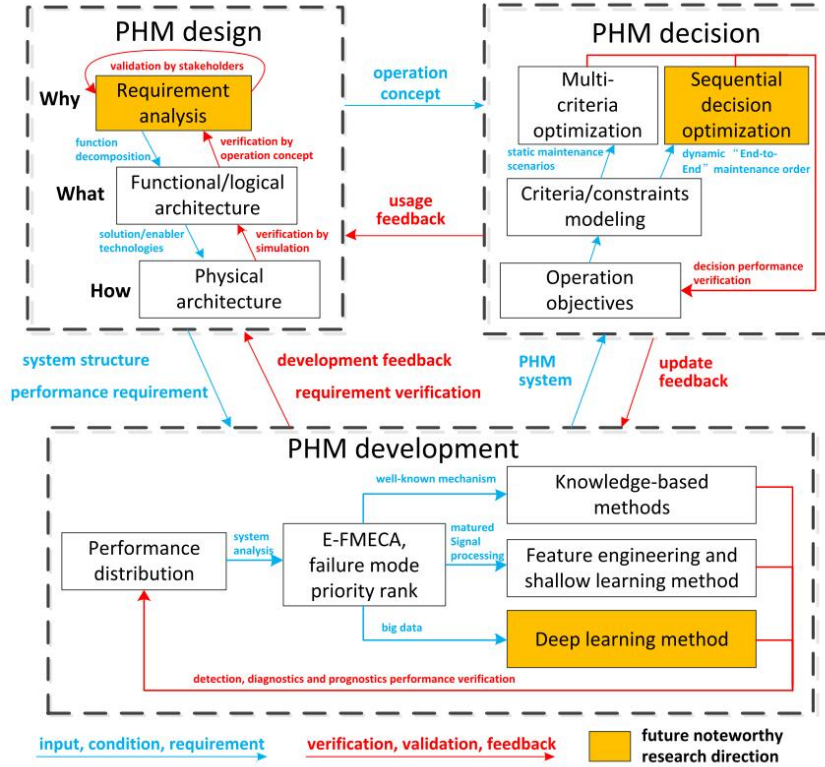 PHM design
validation by stakeholders
Why
Requirement
analysis
function
decomposition
verification by
operation concept
What
Functional/logical
architecture
solution/enabler
technologies
verification by
simulation
How
Physical
architecture
operation
concept
usage
feedback
PHM decision
Multi-
criteria
optimization
Sequential
decision
optimization
static maintenance
scenarios
dynamic “End-to-
End” maintenance order
Criteria/constraints
modeling
decision performance
verification
Operation
objectives
system structure
performance requirement
development feedback
requirement verification
PHM
system
update
feedback
PHM development
Performance
distribution
system
analysis
E-FMECA,
failure mode
priority rank
well-known mechanism
Knowledge-based
methods
matured
Signal
processing
Feature engineering and
shallow learning method
big data
Deep learning method
detection, diagnostics and prognostics performance verification
input, condition, requirement
verification, validation, feedback
future noteworthy
research direction